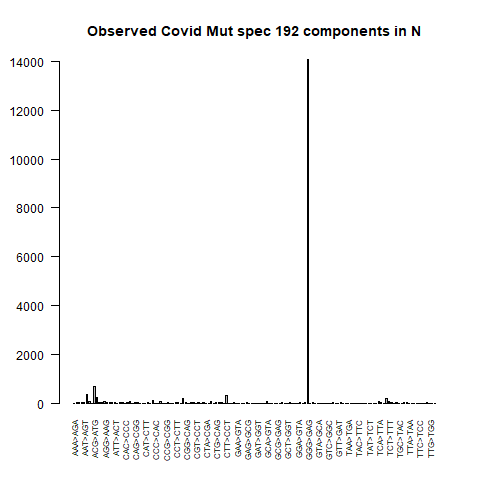 Observed Covid Mut spec 192 components in N
14000
12000
10000
8000
6000
4000
2000
0
AAA>AGA
AAT>AGT
ACG>ATG
AGG>AAG
ATT>ACT
CAC>CCC
CAG>CGG
CAT>CTT
CCC>CAC
CCG>CGG
CCT>CTT
CGG>CAG
CGT>CCT
CTA>CGA
CTG>CAG
CTT>CCT
GAA>GTA
GAG>GCG
GAT>GGT
GCA>GTA
GCG>GAG
GCT>GGT
GGA>GTA
GGG>GAG
GTA>GCA
GTC>GGC
GTT>GAT
TAA>TGA
TAC>TTC
TAT>TCT
TCA>TTA
TCT>TTT
TGC>TAC
TTA>TAA
TTC>TCC
TTG>TGG